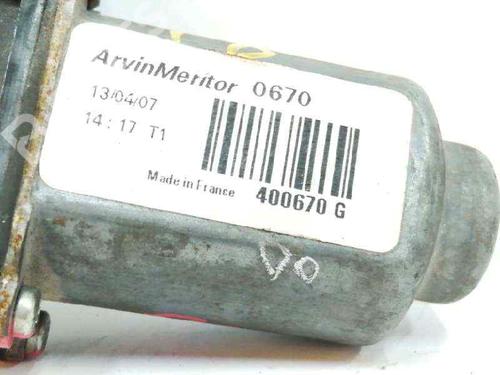 ArvinMeritor 0670
13/04/07
14:17 T1
Made in France 400670 G